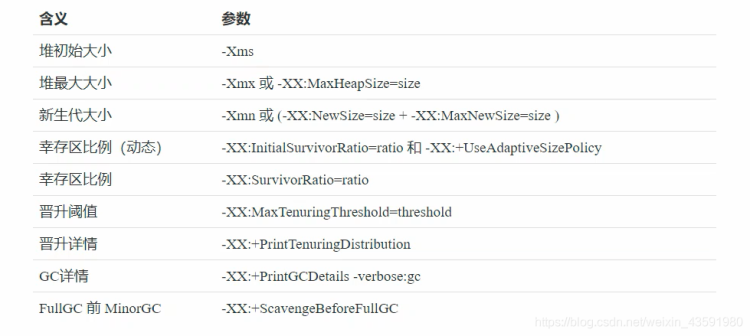 含义 参数
堆初始大小 -Xms
堆最大大小 -Xmx 或 -XX:MaxHeapSize=size
新生代大小 -Xmn 或 (-XX:NewSize=size + -XX:MaxNewSize=size )
幸存区比例（动态） -XX:InitialSurvivorRatio=ratio 和 -XX:+UseAdaptiveSizePolicy
幸存区比例 -XX:SurvivorRatio=ratio
晋升阈值 -XX:MaxTenuringThreshold=threshold
晋升详情 -XX:+PrintTenuringDistribution
GC详情 -XX:+PrintGCDetails -verbose:gc
FullGC 前 MinorGC -XX:+ScavengeBeforeFullGC
https://blog.csdn.net/weixin_43591980